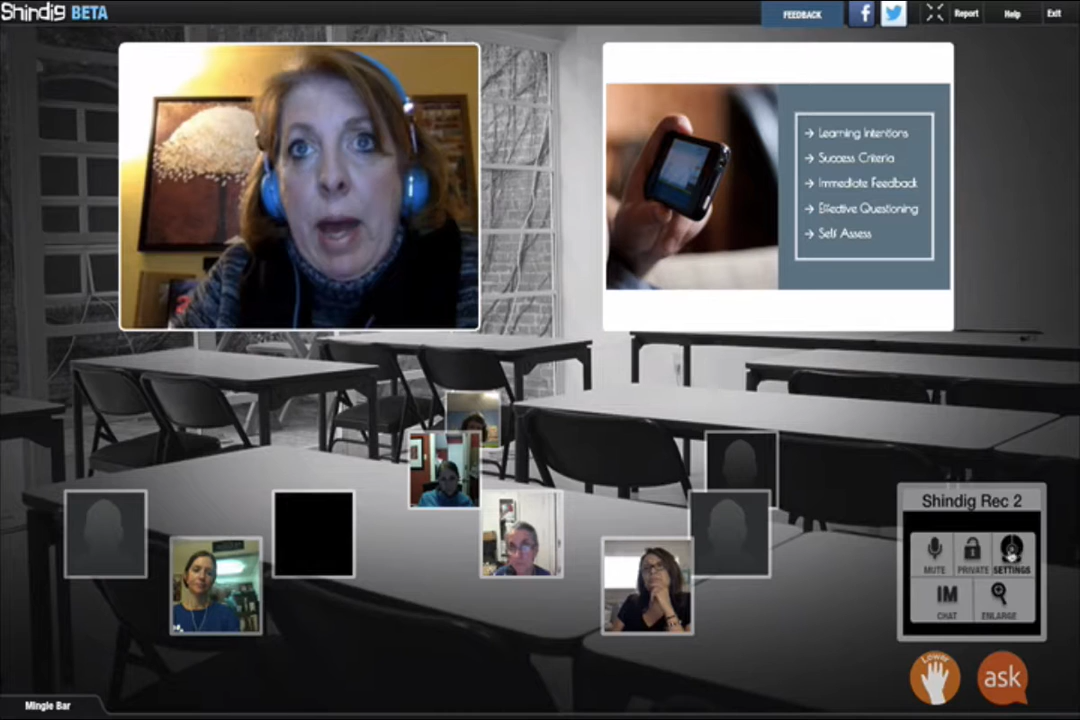 Shindig BETA
FEEDBACK
Report
Help
Exit
→ Learning Intentions
→ Success Criteria
→ Immediate Feedback
→ Effective Questioning
→ Self Assess
Shindig Rec 2
MUTE
PRIVATE
SETTINGS
IM
CHAT
ENLARGE
Lower
ask
Mingle Bar